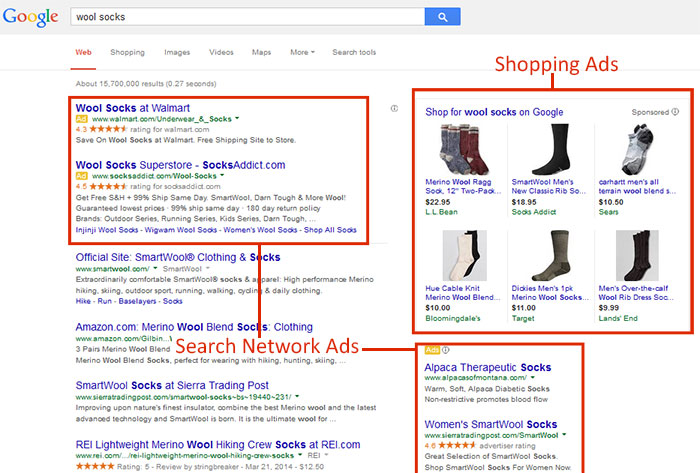 Google
wool socks
Web Shopping Images Videos Maps More Search tools
About 15,700,000 results (0.27 seconds)
Wool Socks at Walmart
Ad www.walmart.com/Underwear_&_Socks
4.3 rating for walmart.com
Save On Wool Socks at Walmart. Free Shipping Site to Store.
Wool Socks Superstore - SocksAddict.com
Ad www.socksaddict.com/Wool-Socks
4.5 rating for socksaddict.com
Get Free S&H + 99% Ship Same Day. SmartWool, Darn Tough & More Wool!
Guaranteed lowest prices · 99% ship same day · 180 day return policy
Brands: Outdoor Series, Running Series, Kids Series, Darn Tough, ...
Injinji Wool Socks - Wigwam Wool Socks - Women's Wool Socks - Shop All Socks
Official Site: SmartWool® Clothing & Socks
www.smartwool.com/ SmartWool
Extraordinarily comfortable SmartWool® socks & apparel: High performance Merino
hiking, skiing, outdoor sport, running, walking, cycling & daily clothing.
Hike - Run - Baselayers - Socks
Amazon.com: Merino Wool Blend Socks: Clothing
www.amazon.com/Gilbin...
3 Pairs Merino Wool Blend
Merino Wool Blend Socks, perfect for wearing with hiking, hunting, skiing, ...
SmartWool Socks at Sierra Trading Post
www.sierratradingpost.com/smartwool-socks~bs~19440~231/
Improving upon nature's finest insulator, combine the best Merino wool and the latest
advanced technology and SmartWool is born. It is the ultimate wool for ...
REI Lightweight Merino Wool Hiking Crew Socks at REI.com
www.rei.com/.../rei-lightweight-merino-wool-hiking-crew-socks REI
Rating: 5 - Review by stringbreaker - Mar 21, 2014 - $12.50
Search Network Ads
Shopping Ads
Shop for wool socks on Google Sponsored
Merino Wool Ragg
Sock, 12" Two-Pack...
$22.95
L.L.Bean
SmartWool Men's
New Classic Rib So...
$18.95
Socks Addict
carhartt men's all
terrain wool blend s...
$10.50
Sears
Hue Cable Knit
Merino Wool Blend...
$10.00
Bloomingdale's
Dickies Men's 1pk
Merino Wool Socks...
$11.00
Target
Men's Over-the-calf
Wool Rib Dress Soc...
$9.99
Lands' End
Ads
Alpaca Therapeutic Socks
www.alpacasofmontana.com/
Warm, Soft, Alpaca Diabetic Socks
Non-restrictive promotes blood flow
Women's SmartWool Socks
www.sierratradingpost.com/SmartWool
4.6 advertiser rating
Great Selection of SmartWool Socks.
Shop SmartWool Socks For Women Now